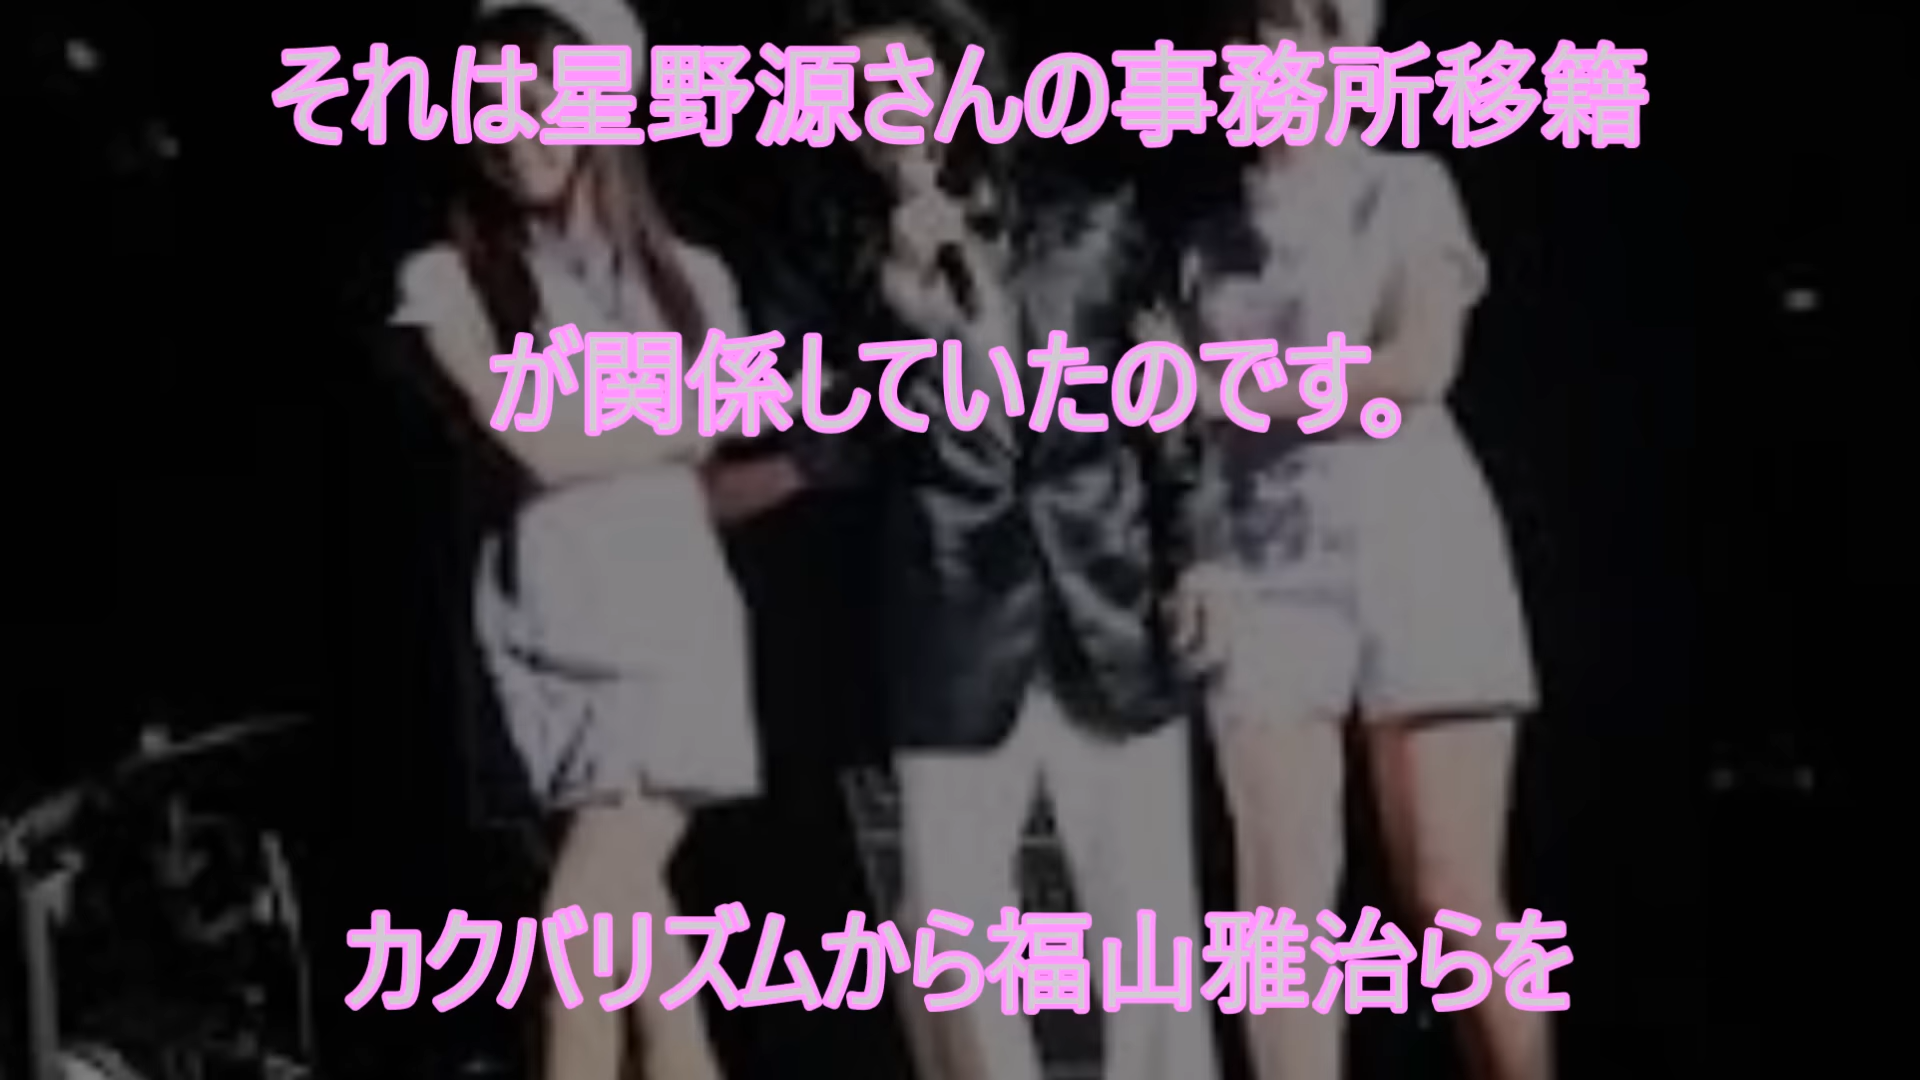 それは星野源さんの事務所移籍
が関係していたのです。
カクバリズムから福山雅治らを